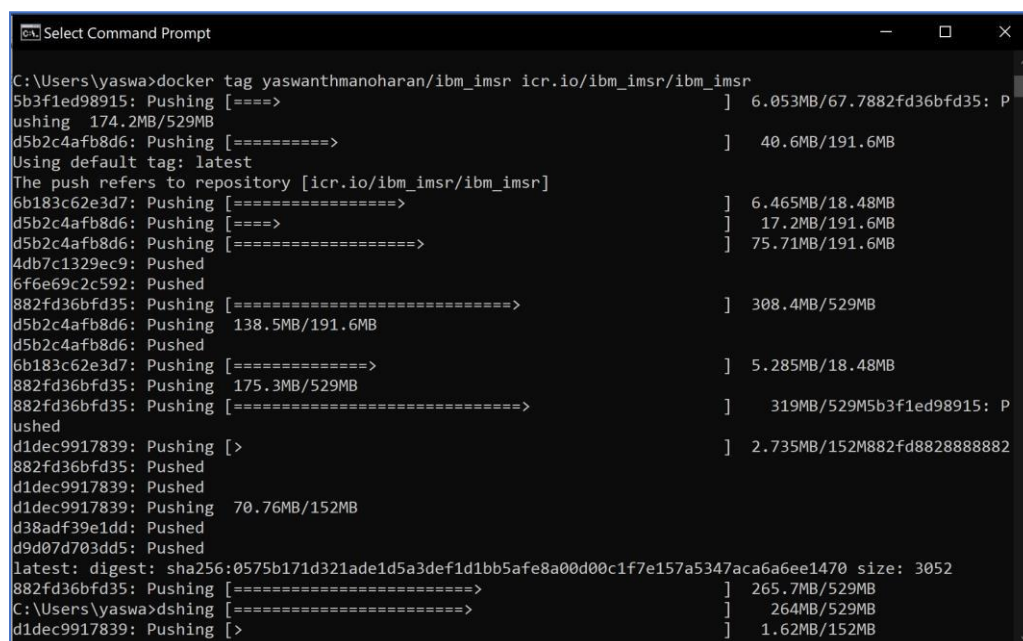 Select Command Prompt
C:\Users\yaswa>docker tag yaswanthmanoharan/ibm_imsr icr.io/ibm_imsr/ibm_imsr
5b3f1ed98915: Pushing [====> ] 6.053MB/67.7882fd36bfd35: P
ushing 174.2MB/529MB
d5b2c4afb8d6: Pushing [==========> ] 40.6MB/191.6MB
Using default tag: latest
The push refers to repository [icr.io/ibm_imsr/ibm_imsr]
6b183c62e3d7: Pushing [=================> ] 6.465MB/18.48MB
d5b2c4afb8d6: Pushing [====> ] 17.2MB/191.6MB
d5b2c4afb8d6: Pushing [===================> ] 75.71MB/191.6MB
4db7c1329ec9: Pushed
6f6e69c2c592: Pushed
882fd36bfd35: Pushing [=============================> ] 308.4MB/529MB
d5b2c4afb8d6: Pushing 138.5MB/191.6MB
d5b2c4afb8d6: Pushed
6b183c62e3d7: Pushing [==============> ] 5.285MB/18.48MB
882fd36bfd35: Pushing 175.3MB/529MB
882fd36bfd35: Pushing [==============================> ] 319MB/529M5b3f1ed98915: P
ushed
d1dec9917839: Pushing [> ] 2.735MB/152M882fd8828888882
882fd36bfd35: Pushed
d1dec9917839: Pushed
d1dec9917839: Pushing 70.76MB/152MB
d38adf39e1dd: Pushed
d9d07d703dd5: Pushed
latest: digest: sha256:0575b171d321ade1d5a3def1d1bb5afe8a00d00c1f7e157a5347aca6a6ee1470 size: 3052
882fd36bfd35: Pushing [=========================> ] 265.7MB/529MB
C:\Users\yaswa>dshing [========================> ] 264MB/529MB
d1dec9917839: Pushing [> ] 1.62MB/152MB